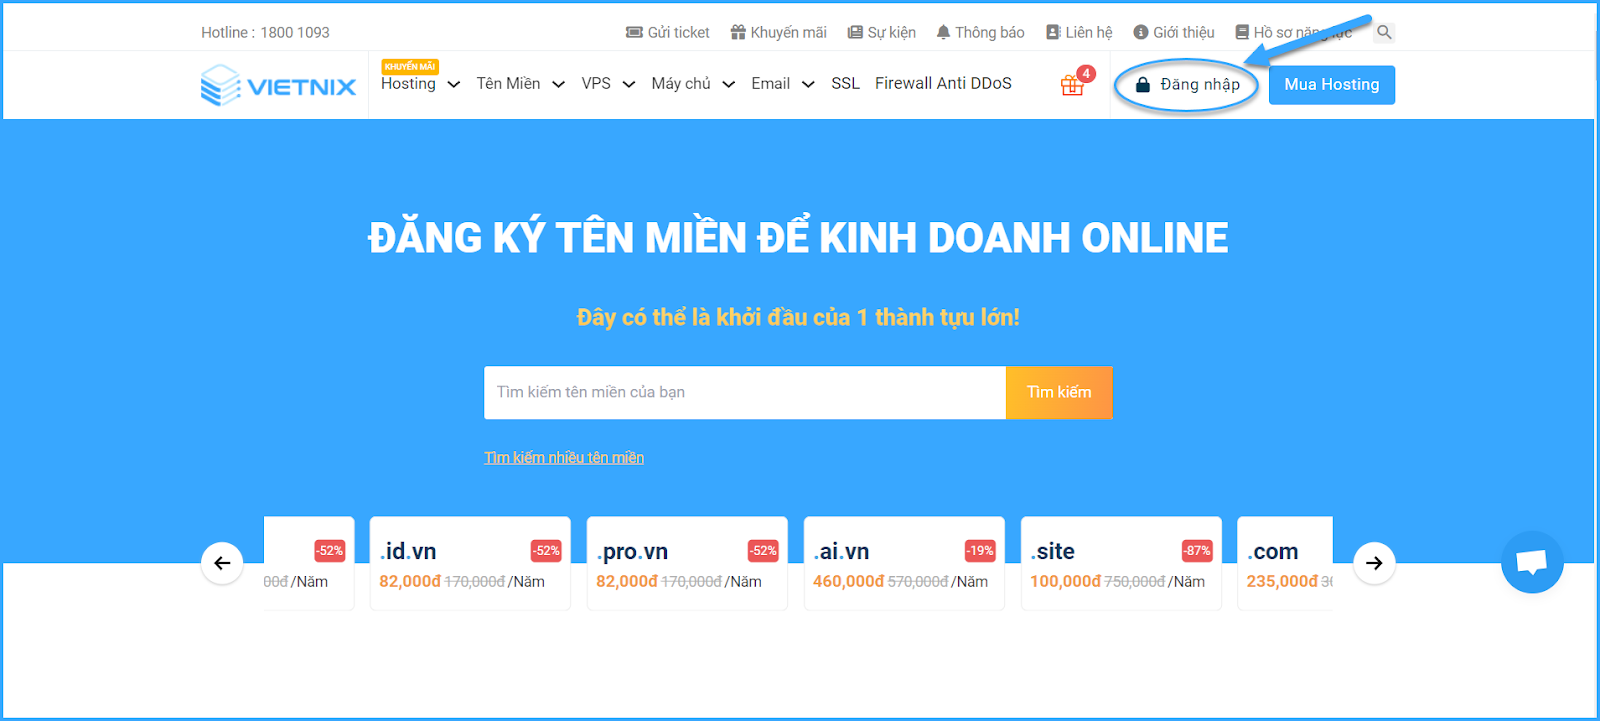 Hotline : 1800 1093
Gửi ticket Khuyến mãi Sự kiện Thông báo Liên hệ Giới thiệu Hồ sơ năng lực
VIETNIX
KHUYẾN MÃI
Hosting Tên Miền VPS Máy chủ Email SSL Firewall Anti DDoS 4 Đăng nhập Mua Hosting
ĐĂNG KÝ TÊN MIỀN ĐỂ KINH DOANH ONLINE
Đây có thể là khởi đầu của 1 thành tựu lớn!
Tìm kiếm tên miền của bạn Tìm kiếm
Tìm kiếm nhiều tên miền
-52% .id.vn -52% .pro.vn -52% .ai.vn -19% .site -87% .com
/Năm 82,000đ 170,000đ /Năm 82,000đ 170,000đ /Năm 460,000đ 570,000đ /Năm 100,000đ 750,000đ /Năm 235,000đ